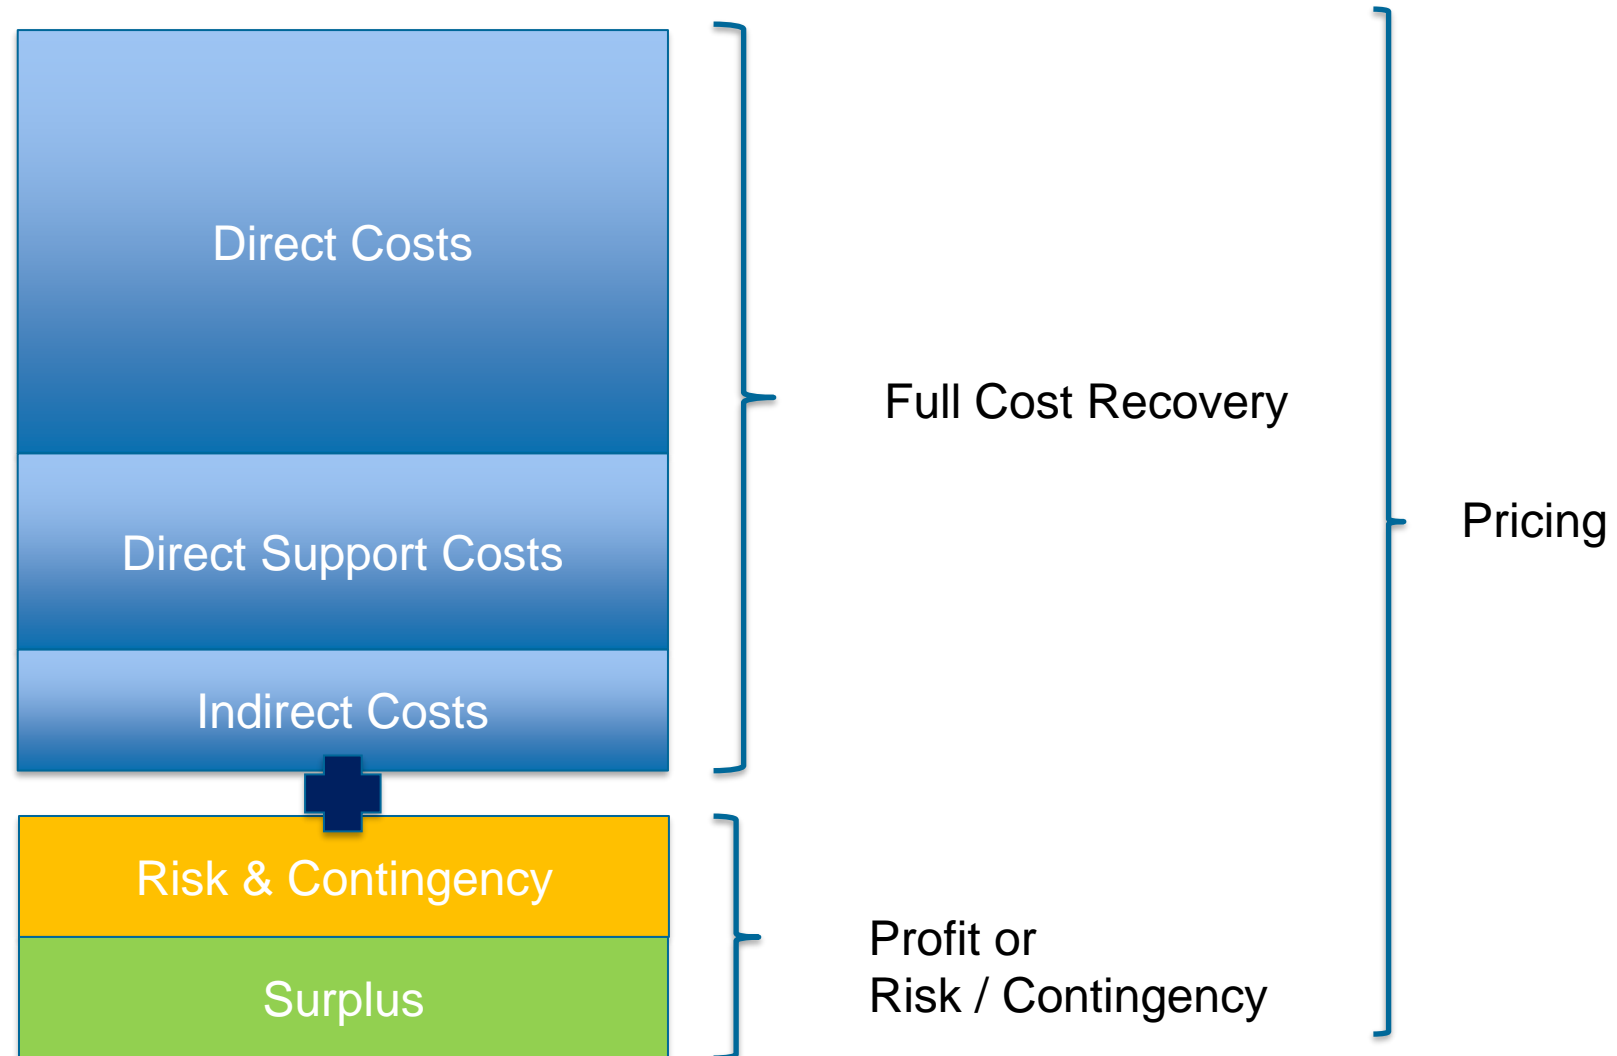 Direct Costs
Full Cost Recovery
Pricing
Direct Support Costs
Indirect Costs
Risk & Contingency
Profit or
Risk / Contingency
Surplus